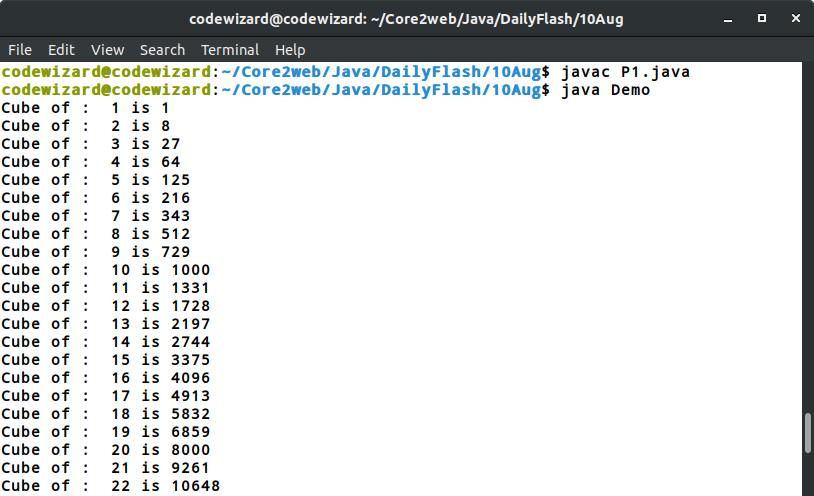 codewizard@codewizard: ~/Core2web/Java/DailyFlash/10Aug
File Edit View Search Terminal Help
codewizard@codewizard:~/Core2web/Java/DailyFlash/10Aug$ javac P1.java
codewizard@codewizard:~/Core2web/Java/DailyFlash/10Aug$ java Demo
Cube of :  1 is 1
Cube of :  2 is 8
Cube of :  3 is 27
Cube of :  4 is 64
Cube of :  5 is 125
Cube of :  6 is 216
Cube of :  7 is 343
Cube of :  8 is 512
Cube of :  9 is 729
Cube of :  10 is 1000
Cube of :  11 is 1331
Cube of :  12 is 1728
Cube of :  13 is 2197
Cube of :  14 is 2744
Cube of :  15 is 3375
Cube of :  16 is 4096
Cube of :  17 is 4913
Cube of :  18 is 5832
Cube of :  19 is 6859
Cube of :  20 is 8000
Cube of :  21 is 9261
Cube of :  22 is 10648